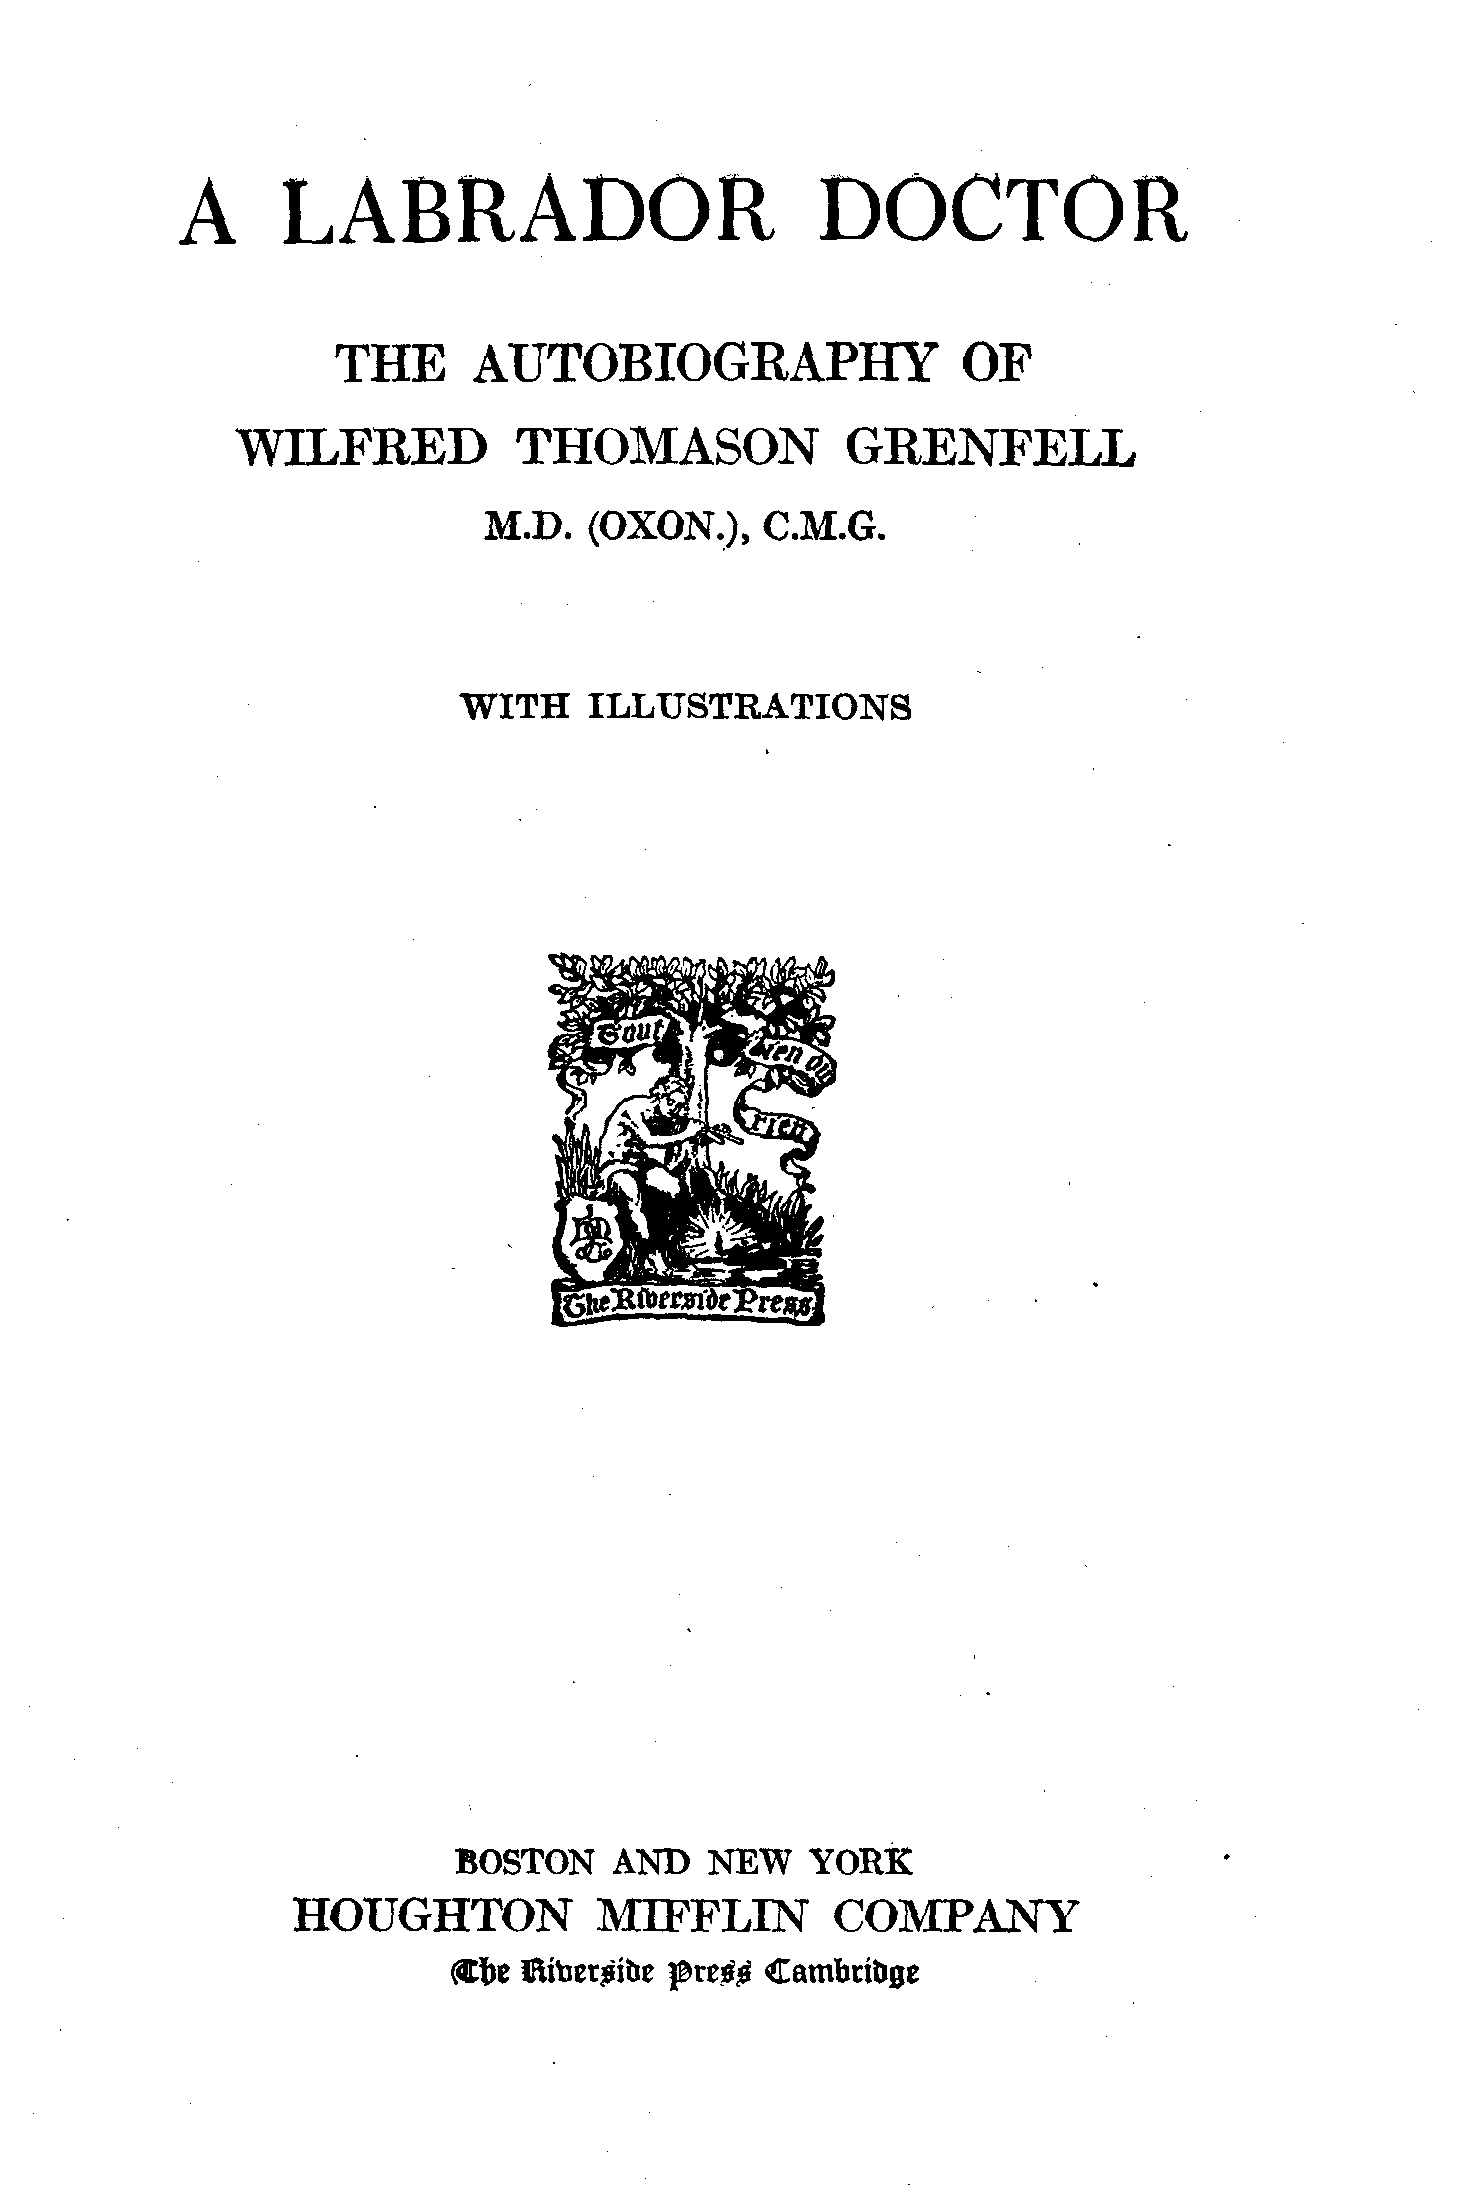 A LABRADOR DOCTOR
THE AUTOBIOGRAPHY OF
WILFRED THOMASON GRENFELL
M.D. (OXON.), C.M.G.
WITH ILLUSTRATIONS
Tout
bien ou
rien
The Riverside Press
BOSTON AND NEW YORK
HOUGHTON MIFFLIN COMPANY
The Riverside Press Cambridge